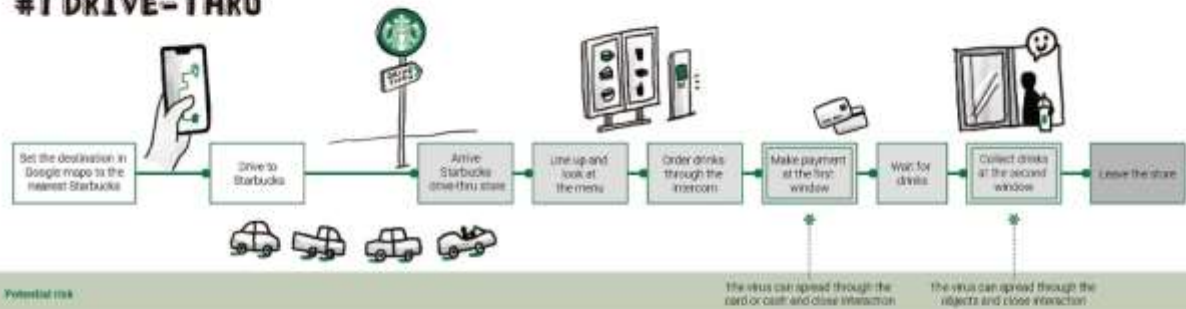 #1 DRIVE-THRU
DRIVE
THRU
Set the destination in
Google maps to the
nearest Starbucks
Drive to
Starbucks
Arrive
Starbucks
drive-thru store
Line up and
look at
the menu
Order drinks
through the
intercom
Make payment
at the first
window
Wait for
drinks
Collect drinks
at the second
window
Leave the store
Potential risk
The virus can spread through the
card or cash and close interaction
The virus can spread through the
objects and close interaction